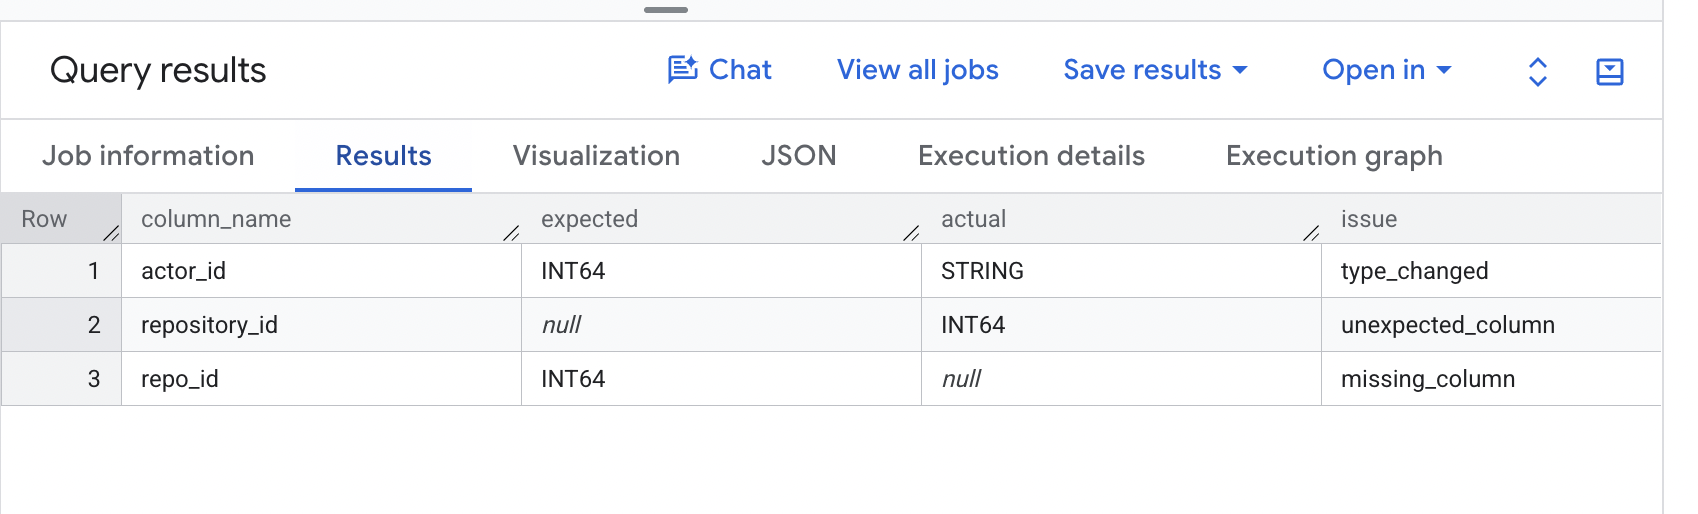 Query results Chat View all jobs Save results Open in
Job information Results Visualization JSON Execution details Execution graph
Row column_name expected actual issue
1 actor_id INT64 STRING type_changed
2 repository_id null INT64 unexpected_column
3 repo_id INT64 null missing_column